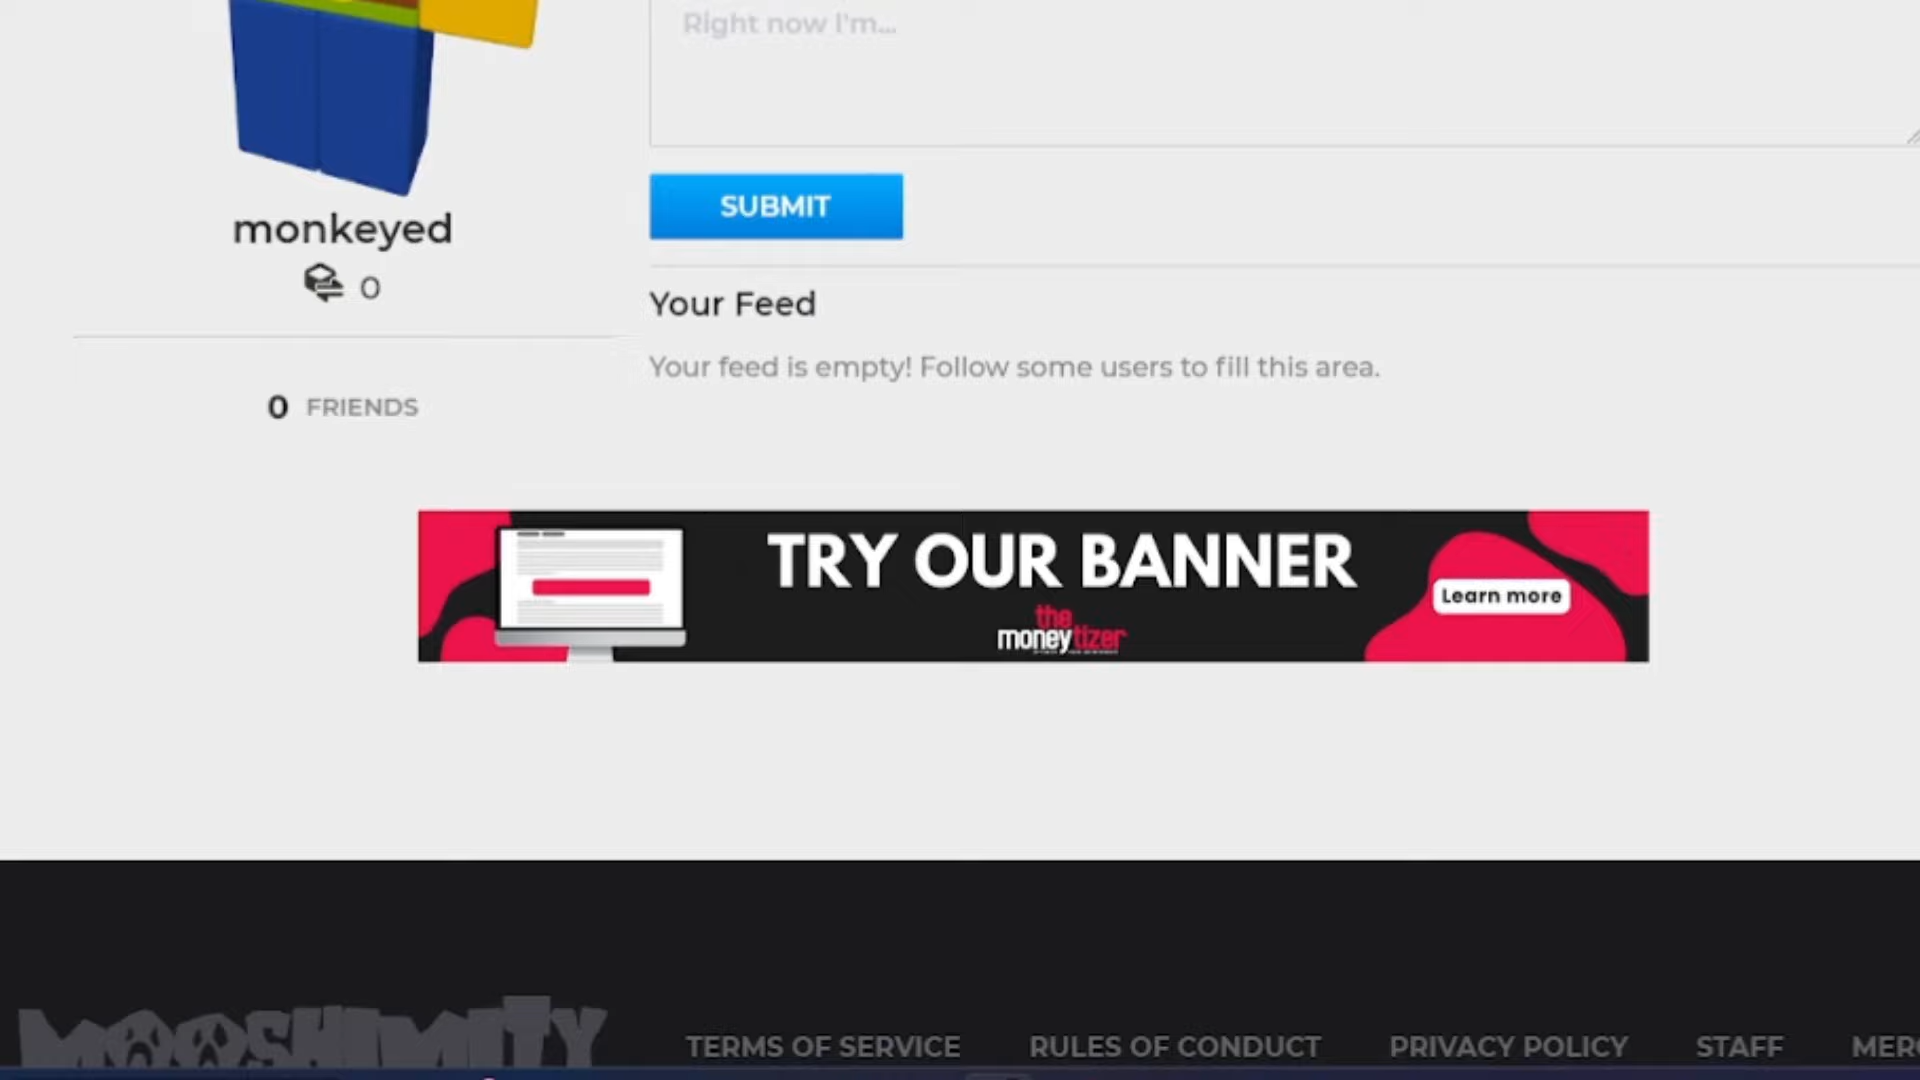 Right now I'm...
SUBMIT
monkeyed
0
Your Feed
Your feed is empty! Follow some users to fill this area.
0 FRIENDS
TRY OUR BANNER
the
moneytizer
Learn more
MOOSHIMITY
TERMS OF SERVICE
RULES OF CONDUCT
PRIVACY POLICY
STAFF